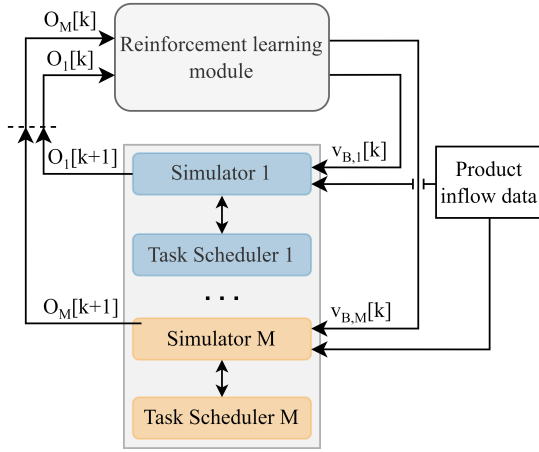 O_M[k]
O_1[k]
Reinforcement learning
module
O_1[k+1]
v_B,1[k]
Simulator 1
Product
inflow data
Task Scheduler 1
...
O_M[k+1]
v_B,M[k]
Simulator M
Task Scheduler M